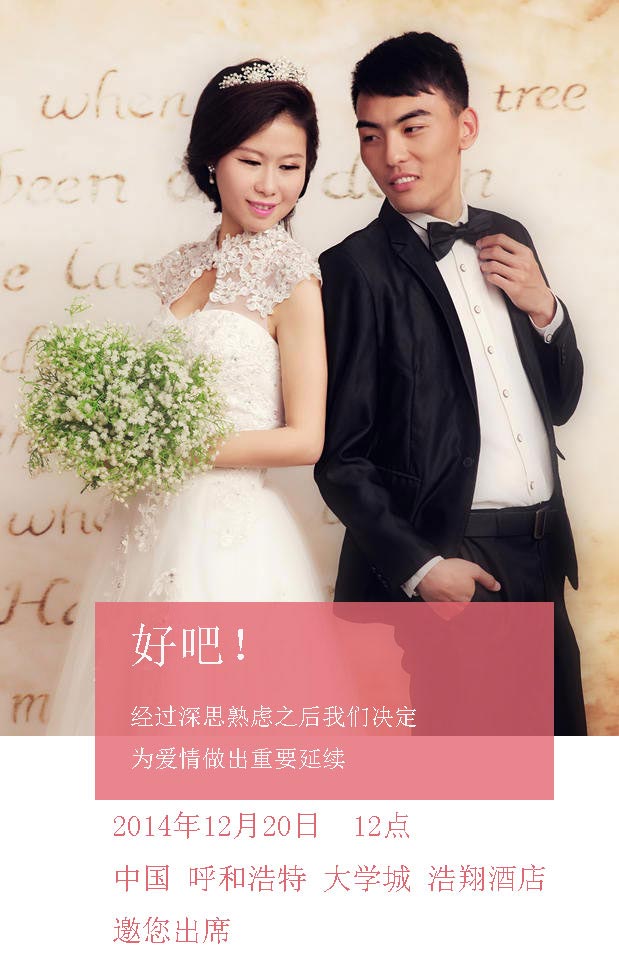 when tree
been d d n
e Las
d
wh
Ha
m
好吧!
经过深思熟虑之后我们决定
为爱情做出重要延续
2014年12月20日 12点
中国 呼和浩特 大学城 浩翔酒店
邀您出席